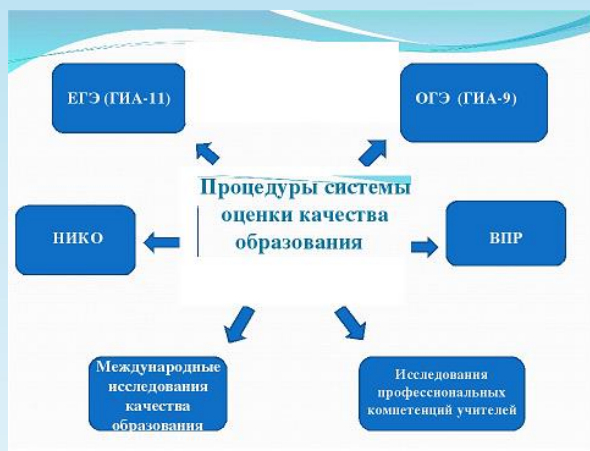 ЕГЭ (ГИА-11)
ОГЭ (ГИА-9)
Процедуры системы
оценки качества
образования
НИКО
ВПР
Международные
исследования
качества
образования
Исследования
профессиональных
компетенций учителей